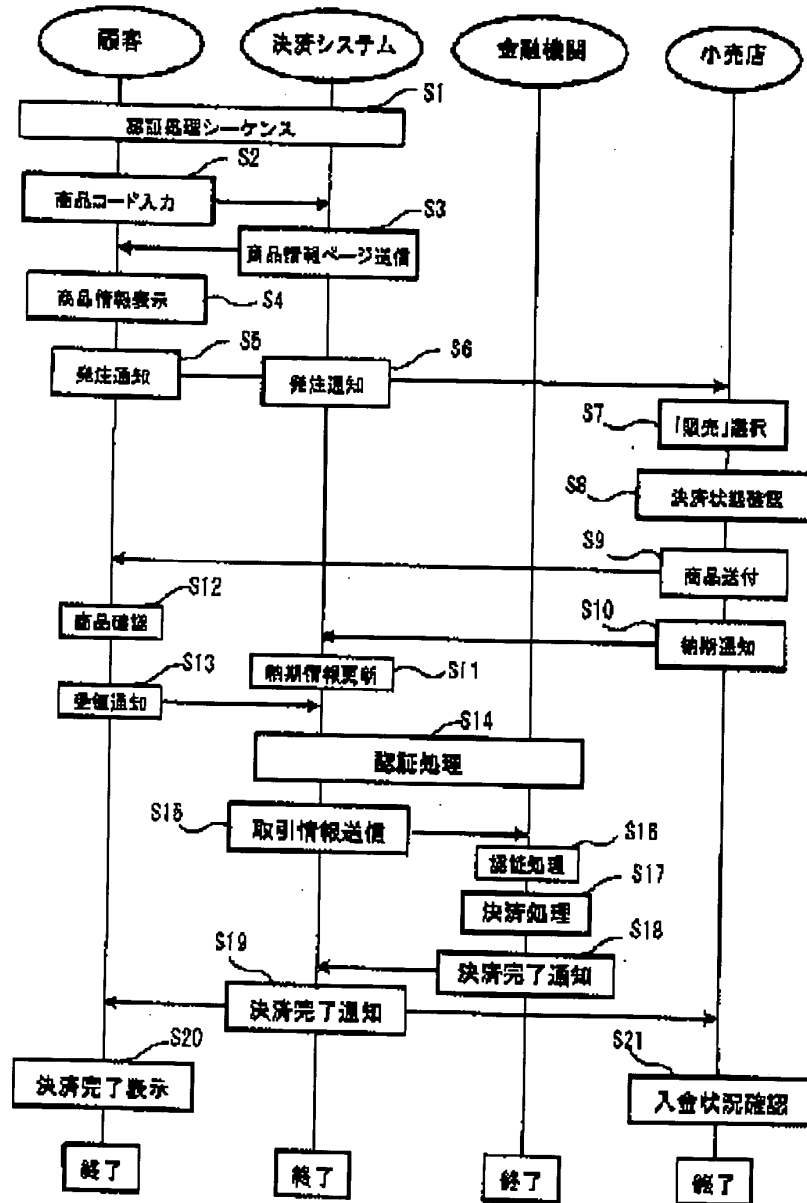 顧客
決済システム
金融機関
小売店
S1
認証処理シーケンス
S2
商品コード入力
S3
商品情報ページ送信
商品情報表示
S4
S5
発注通知
S6
発注通知
S7
「販売」選択
S8
決済状態確認
S9
商品送付
S12
商品確認
S10
納期通知
納期情報更新
S11
S13
受領通知
S14
認証処理
S15
取引情報送信
S16
認証処理
S17
決済処理
S18
決済完了通知
S19
決済完了通知
S20
決済完了表示
S21
入金状況確認
終了
終了
終了
終了